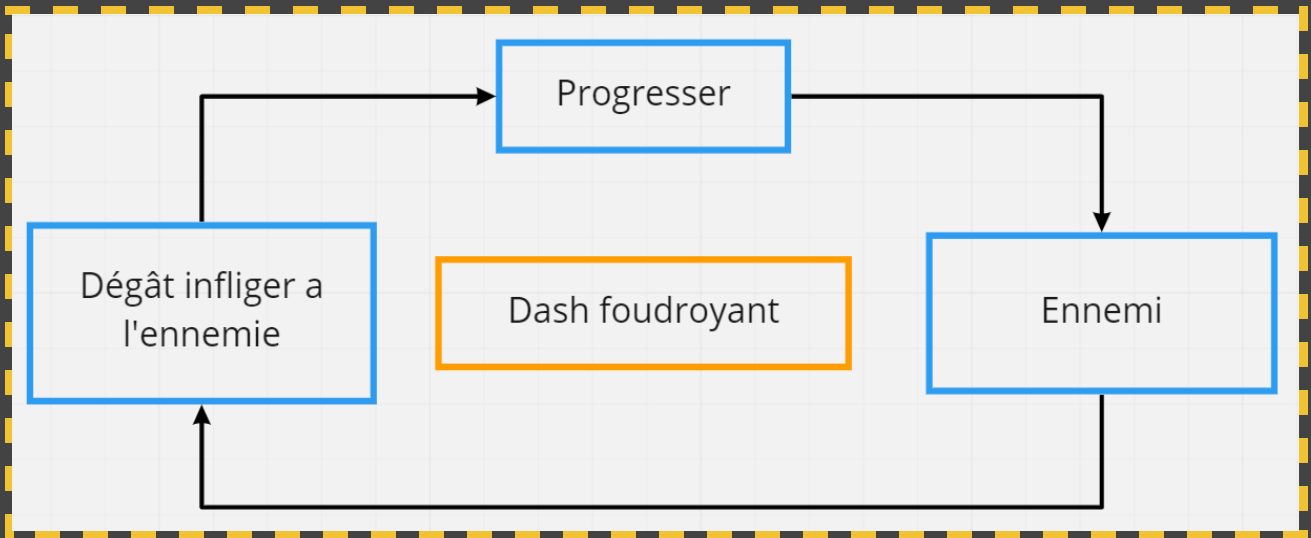 Progresser
Dégât infliger a
l'ennemie
Dash foudroyant
Ennemi